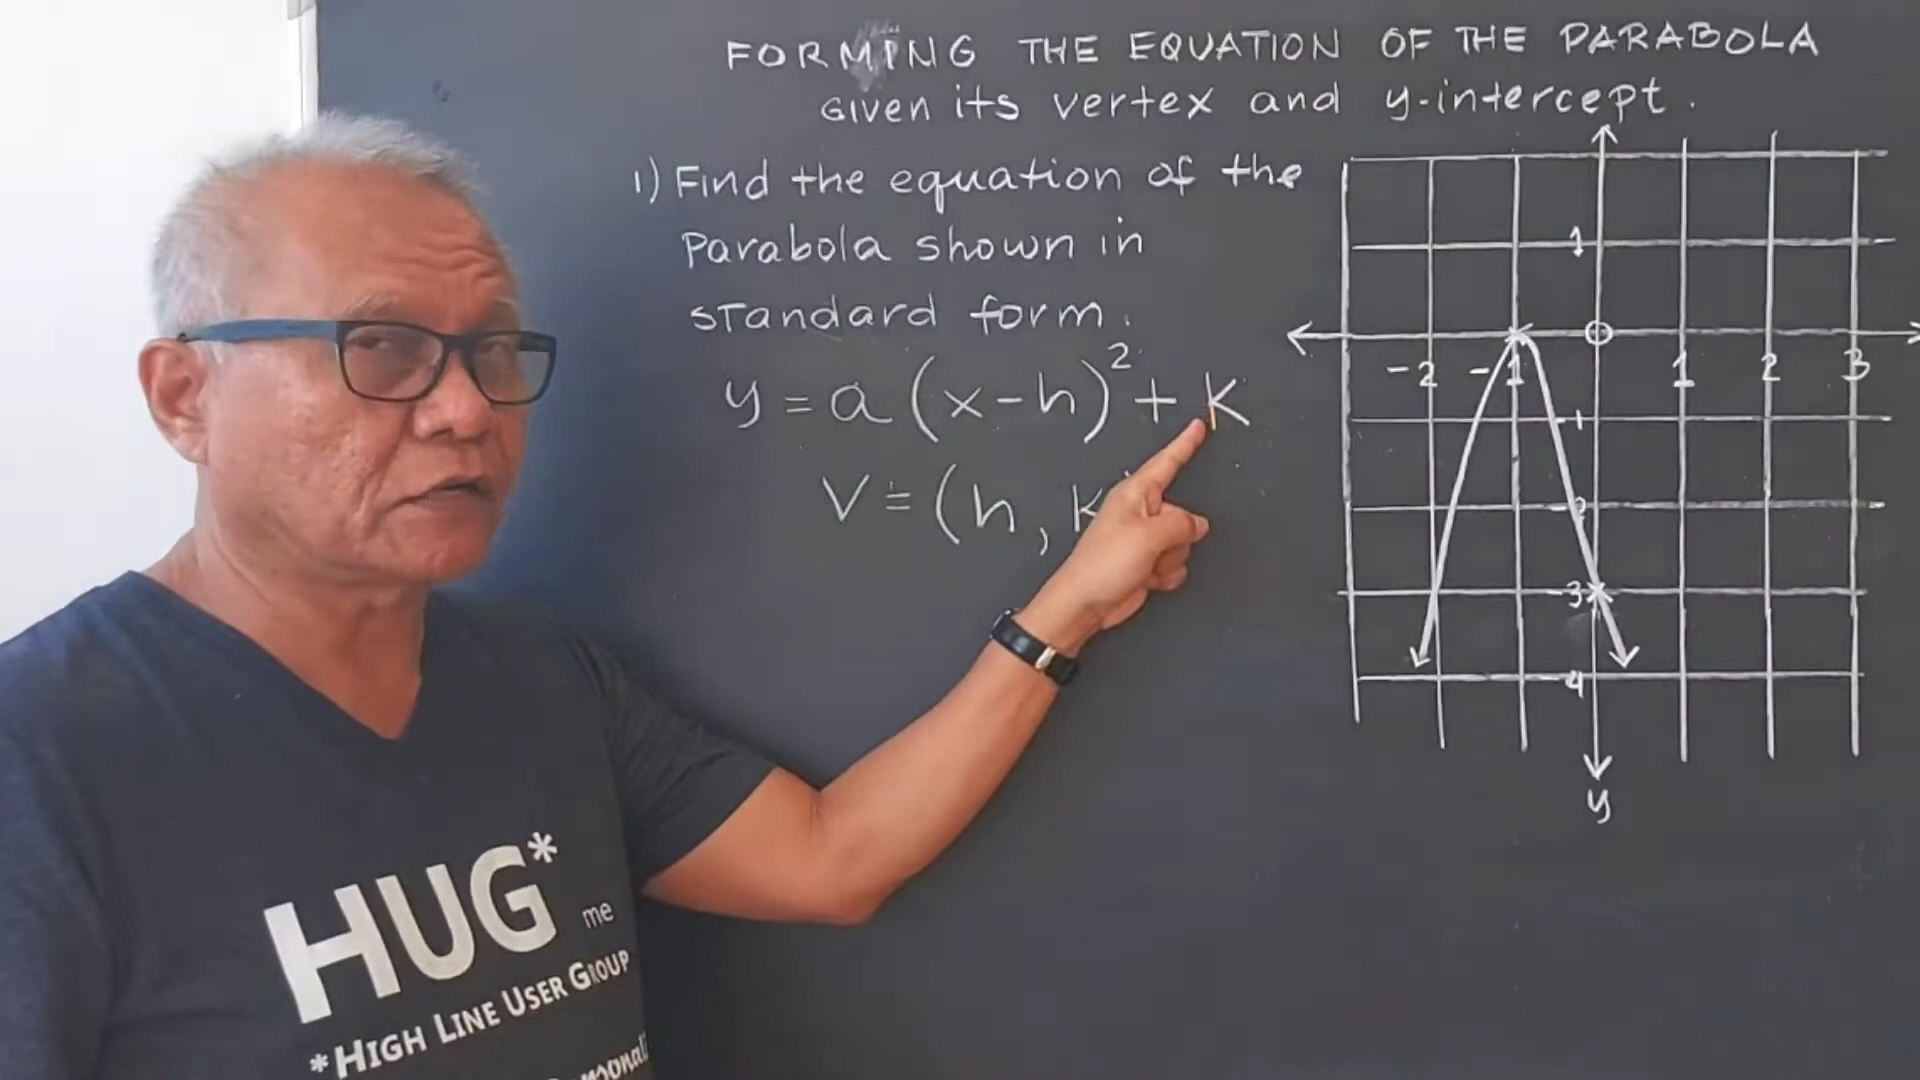 FORMING THE EQUATION OF THE PARABOLA
GIVEN its vertex and y-intercept.
1) Find the equation of the
Parabola shown in
standard form.
y = a (x-h)² + K
V = (h, K
1
-2 -1 1 2 3
-1
-3
-4
y
HUG* me
*HIGH LINE USER GROUP